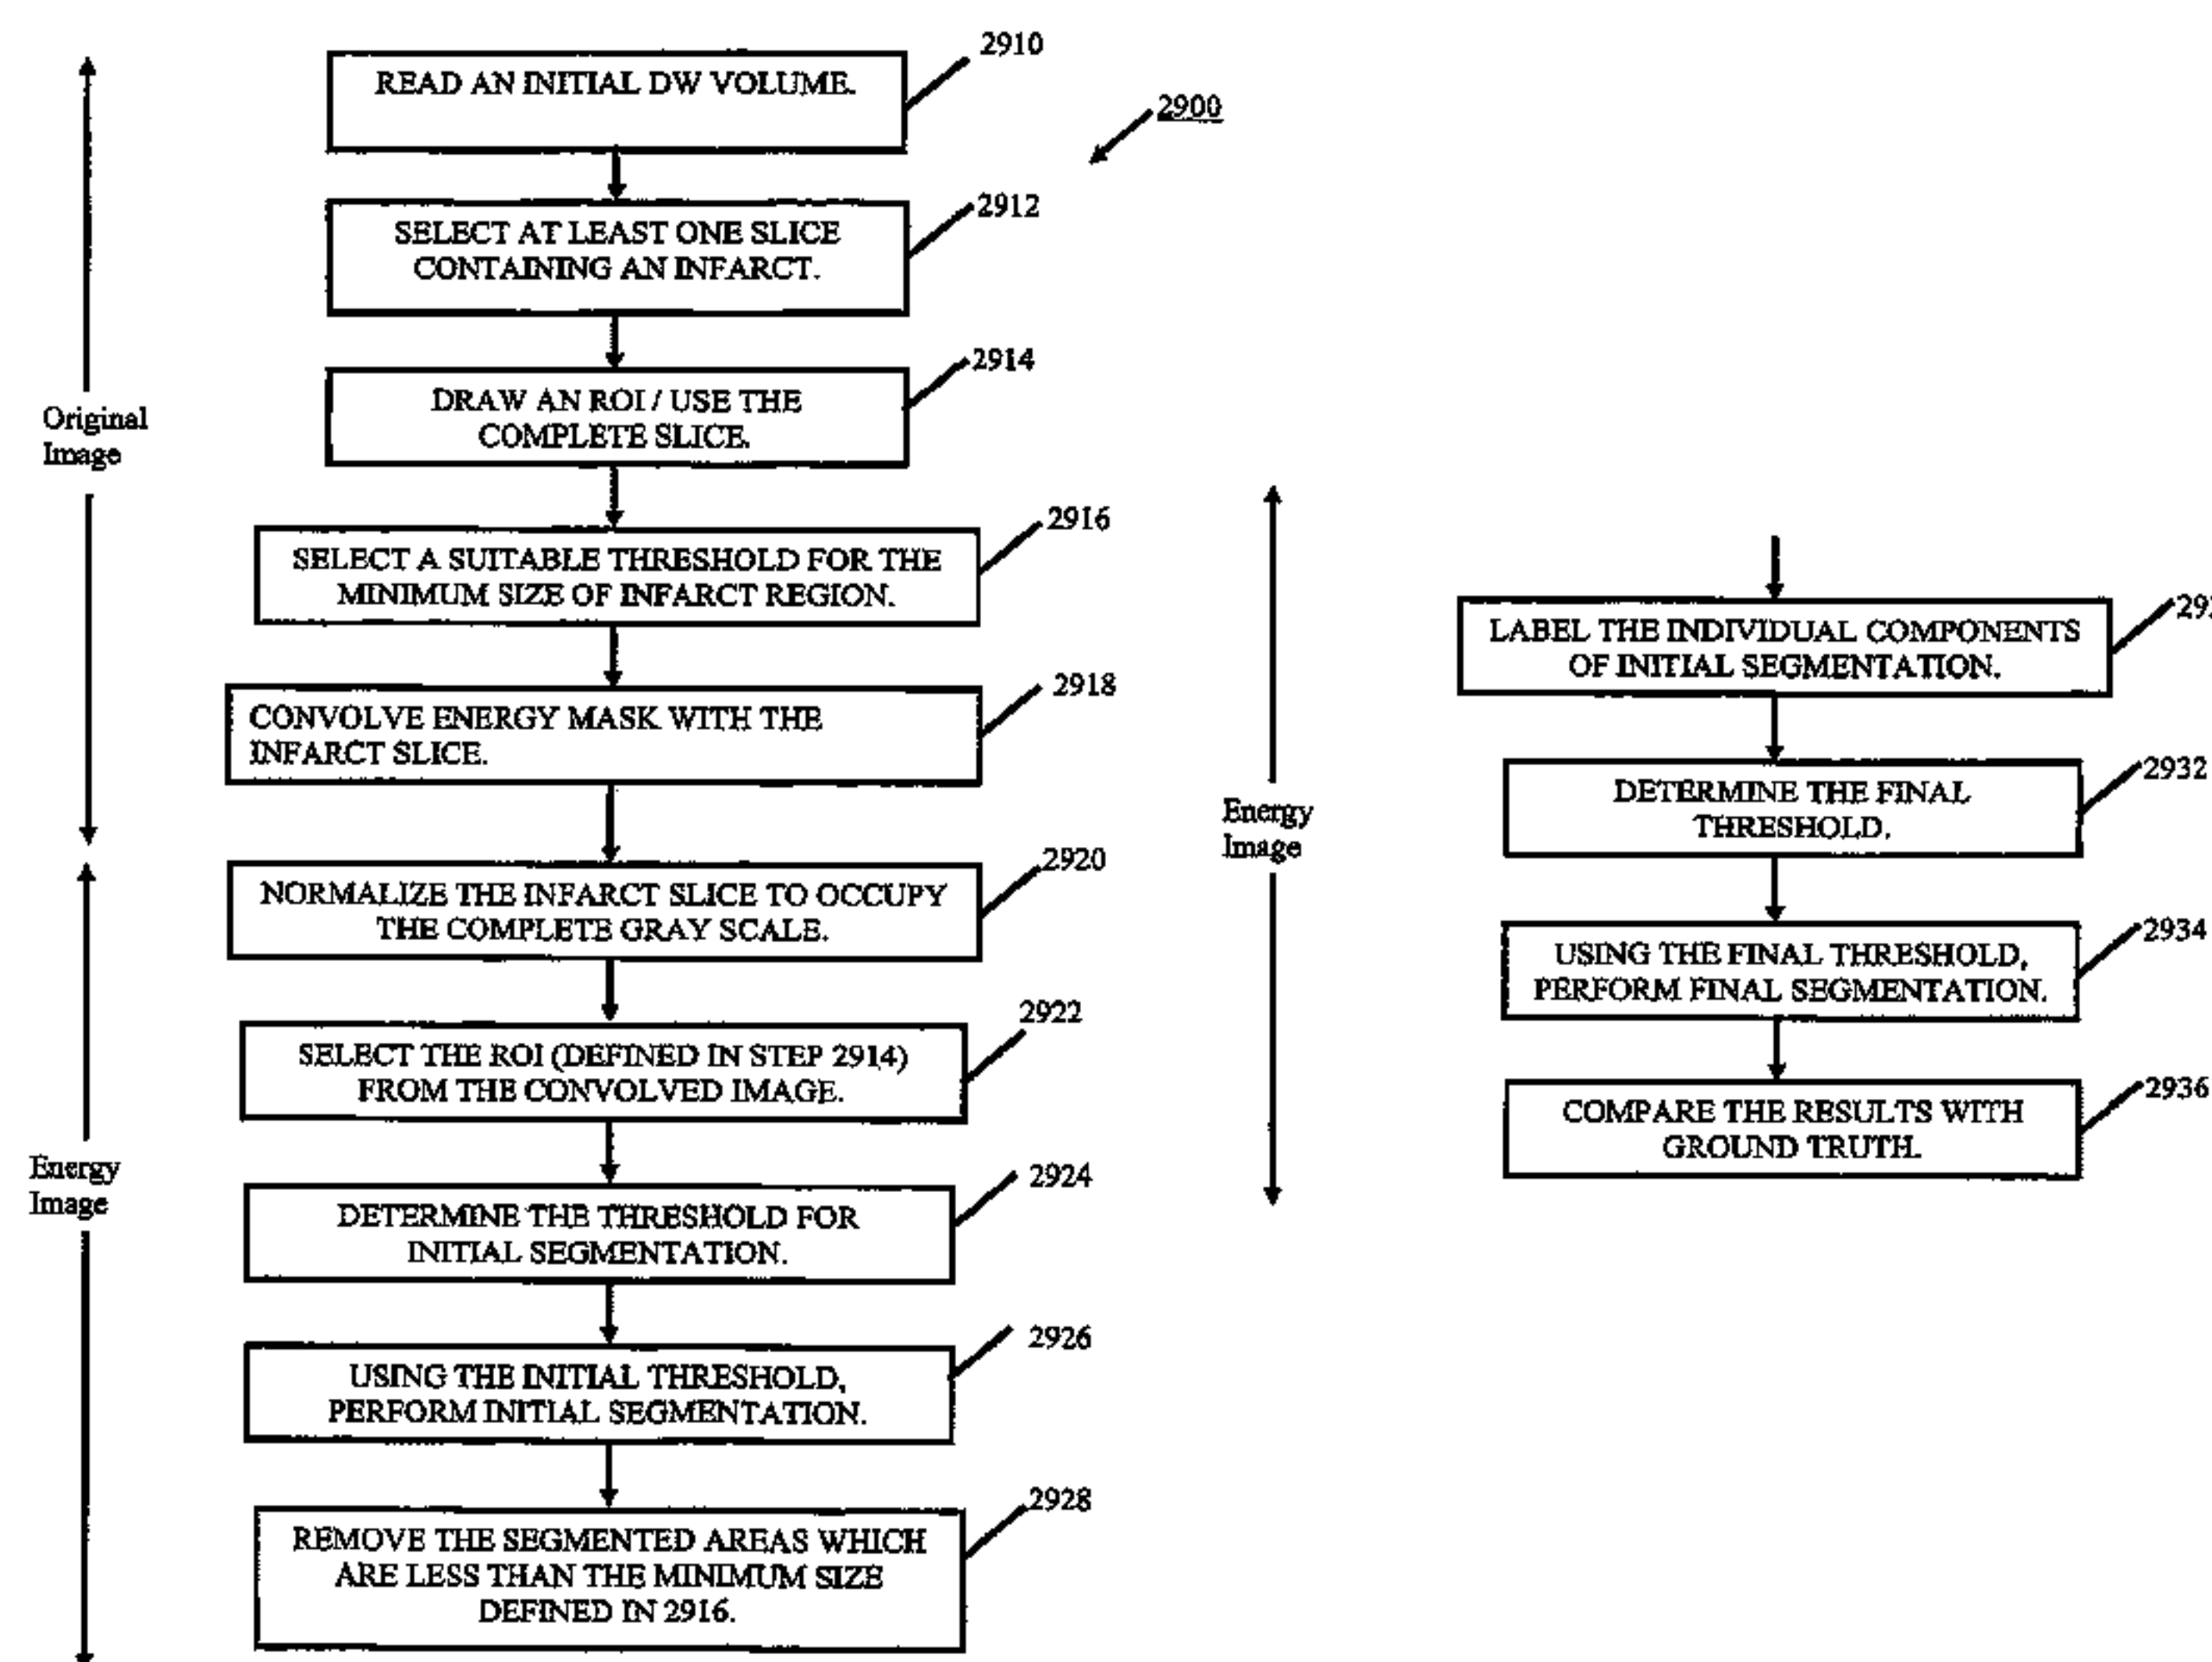 2910
READ AN INITIAL DW VOLUME.
2900
2912
SELECT AT LEAST ONE SLICE
CONTAINING AN INFARCT.
2914
DRAW AN ROI / USE THE
COMPLETE SLICE.
Original
Image
2916
SELECT A SUITABLE THRESHOLD FOR THE
MINIMUM SIZE OF INFARCT REGION.
2918
CONVOLVE ENERGY MASK WITH THE
INFARCT SLICE.
2920
NORMALIZE THE INFARCT SLICE TO OCCUPY
THE COMPLETE GRAY SCALE.
2922
SELECT THE ROI (DEFINED IN STEP 2914)
FROM THE CONVOLVED IMAGE.
Energy
Image
2924
DETERMINE THE THRESHOLD FOR
INITIAL SEGMENTATION.
2926
USING THE INITIAL THRESHOLD,
PERFORM INITIAL SEGMENTATION.
2928
REMOVE THE SEGMENTED AREAS WHICH
ARE LESS THAN THE MINIMUM SIZE
DEFINED IN 2916.
Energy
Image
LABEL THE INDIVIDUAL COMPONENTS
OF INITIAL SEGMENTATION.
2932
DETERMINE THE FINAL
THRESHOLD.
2934
USING THE FINAL THRESHOLD,
PERFORM FINAL SEGMENTATION.
2936
COMPARE THE RESULTS WITH
GROUND TRUTH.